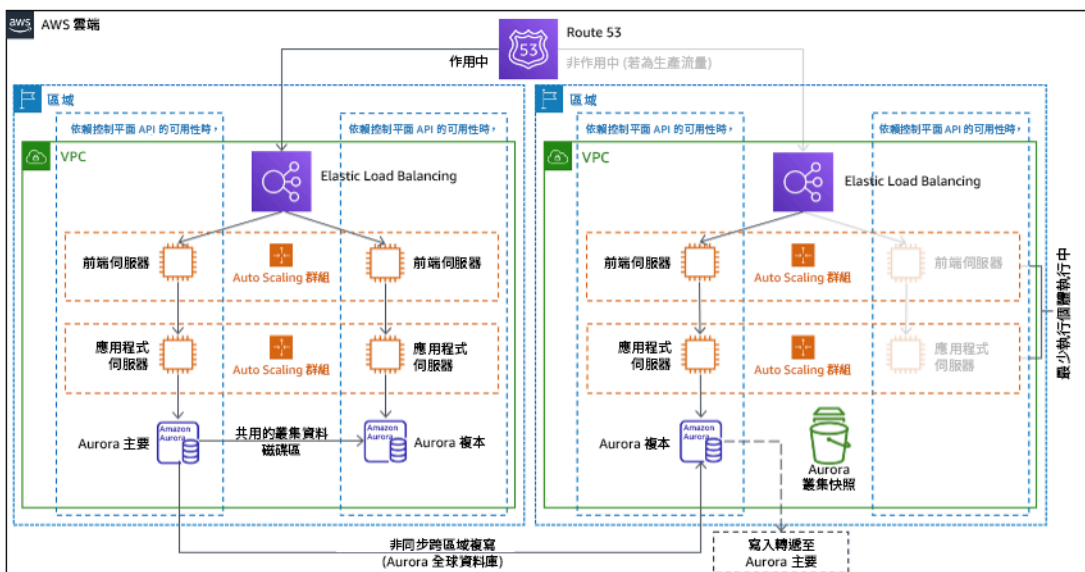 aws
AWS 雲端
Route 53
53
作用中
非作用中 (若為生產流量)
區域
依賴控制平面 API 的可用性時，
依賴控制平面 API 的可用性時，
VPC
Elastic Load Balancing
前端伺服器
Auto Scaling 群組
前端伺服器
應用程式
伺服器
Auto Scaling 群組
應用程式
伺服器
Aurora 主要
Amazon
Aurora
共用的叢集資料
磁碟區
Amazon
Aurora
Aurora 複本
區域
依賴控制平面 API 的可用性時，
依賴控制平面 API 的可用性時，
VPC
Elastic Load Balancing
前端伺服器
Auto Scaling 群組
前端伺服器
應用程式
伺服器
Auto Scaling 群組
應用程式
伺服器
最少執行個體執行中
Aurora 複本
Amazon
Aurora
Aurora
叢集快照
非同步跨區域複寫
(Aurora 全球資料庫)
寫入轉遞至
Aurora 主要